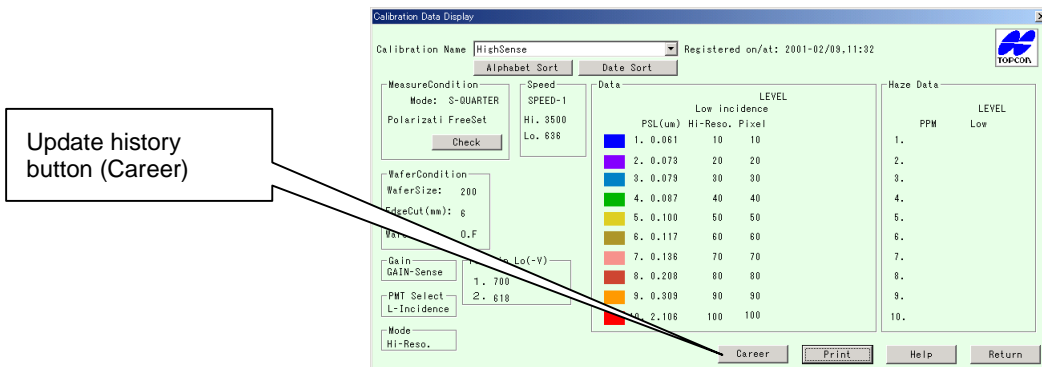 Calibration Data Display
Calibration Name HighSense Registered on/at: 2001-02/09,11:32
TOPCON
Alphabet Sort Date Sort
MeasureCondition
Mode: S-QUARTER
Polarizati FreeSet
Check
Speed
SPEED-1
Hi. 3500
Lo. 636
Data
LEVEL
Low incidence
PSL(um) Hi-Reso. Pixel
1. 0.061 10 10
2. 0.073 20 20
3. 0.079 30 30
4. 0.087 40 40
5. 0.100 50 50
6. 0.117 60 60
7. 0.136 70 70
8. 0.208 80 80
9. 0.309 90 90
10. 2.106 100 100
Haze Data
LEVEL
PPM Low
1.
2.
3.
4.
5.
6.
7.
8.
9.
10.
Update history
button (Career)
WaferCondition
WaferSize: 200
EdgeCut(mm): 6
O.F
Gain
GAIN-Sense
Lo(-V)
1. 700
2. 618
PMT Select
L-Incidence
Mode
Hi-Reso.
Career Print Help Return